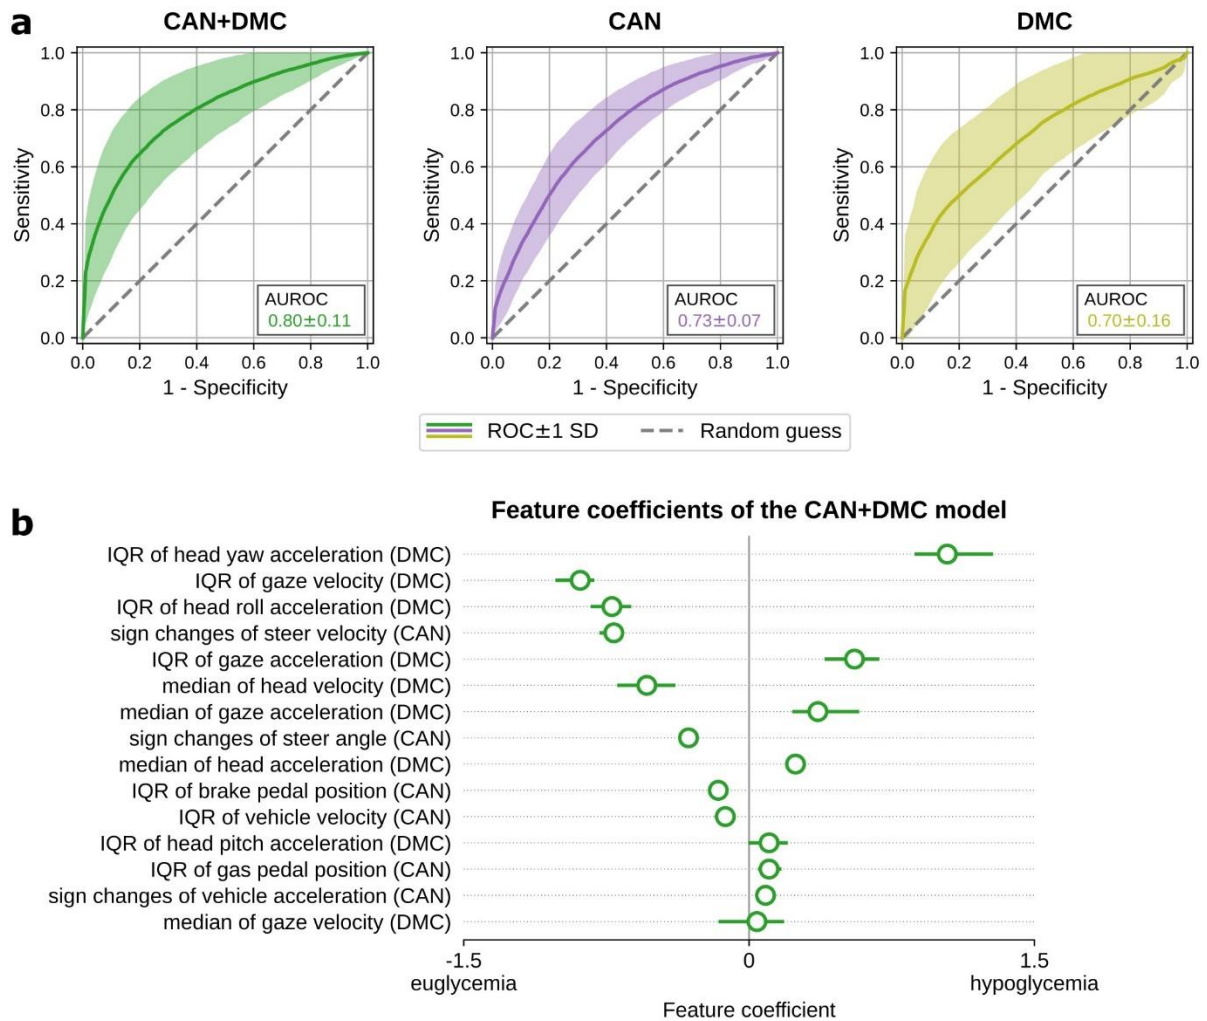 a
CAN+DMC
CAN
DMC
1.0
0.8
0.6
0.4
0.2
0.0
Sensitivity
AUROC
0.80±0.11
0.0 0.2 0.4 0.6 0.8 1.0
1 - Specificity
1.0
0.8
0.6
0.4
0.2
0.0
Sensitivity
AUROC
0.73±0.07
0.0 0.2 0.4 0.6 0.8 1.0
1 - Specificity
1.0
0.8
0.6
0.4
0.2
0.0
Sensitivity
AUROC
0.70±0.16
0.0 0.2 0.4 0.6 0.8 1.0
1 - Specificity
ROC±1 SD
Random guess
b
Feature coefficients of the CAN+DMC model
IQR of head yaw acceleration (DMC)
IQR of gaze velocity (DMC)
IQR of head roll acceleration (DMC)
sign changes of steer velocity (CAN)
IQR of gaze acceleration (DMC)
median of head velocity (DMC)
median of gaze acceleration (DMC)
sign changes of steer angle (CAN)
median of head acceleration (DMC)
IQR of brake pedal position (CAN)
IQR of vehicle velocity (CAN)
IQR of head pitch acceleration (DMC)
IQR of gas pedal position (CAN)
sign changes of vehicle acceleration (CAN)
median of gaze velocity (DMC)
-1.5 0 1.5
euglycemia hypoglycemia
Feature coefficient